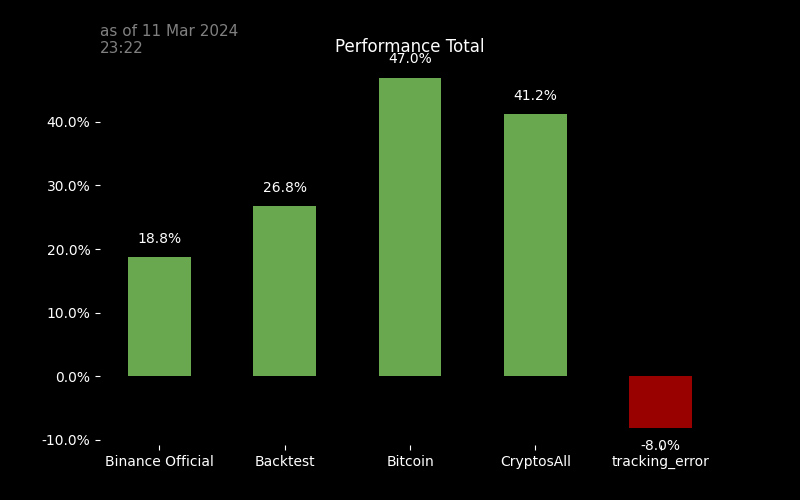 as of 11 Mar 2024
23:22
Performance Total
47.0%
41.2%
40.0%
30.0%
26.8%
20.0%
18.8%
10.0%
0.0%
-10.0%
-8.0%
Binance Official
Backtest
Bitcoin
CryptosAll
tracking_error